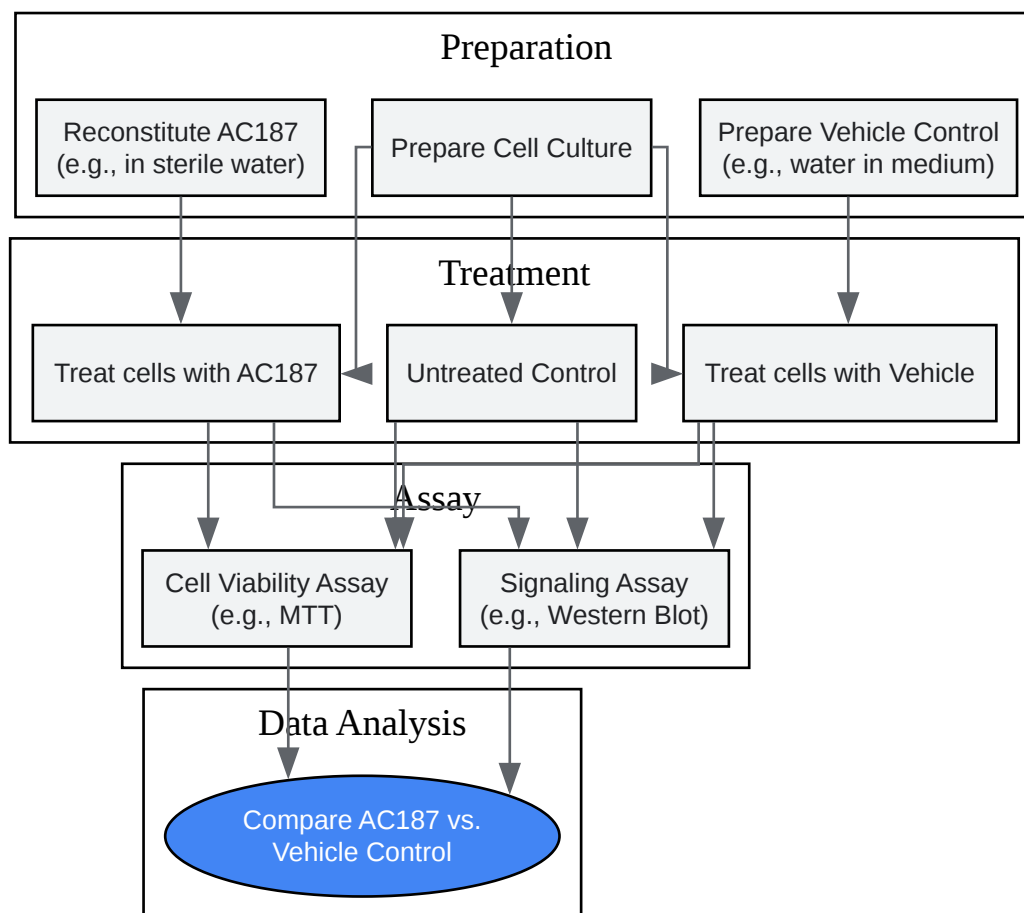 Preparation
Reconstitute AC187
(e.g., in sterile water)
Prepare Cell Culture
Prepare Vehicle Control
(e.g., water in medium)
Treatment
Treat cells with AC187
Untreated Control
Treat cells with Vehicle
Assay
Cell Viability Assay
(e.g., MTT)
Signaling Assay
(e.g., Western Blot)
Data Analysis
Compare AC187 vs.
Vehicle Control